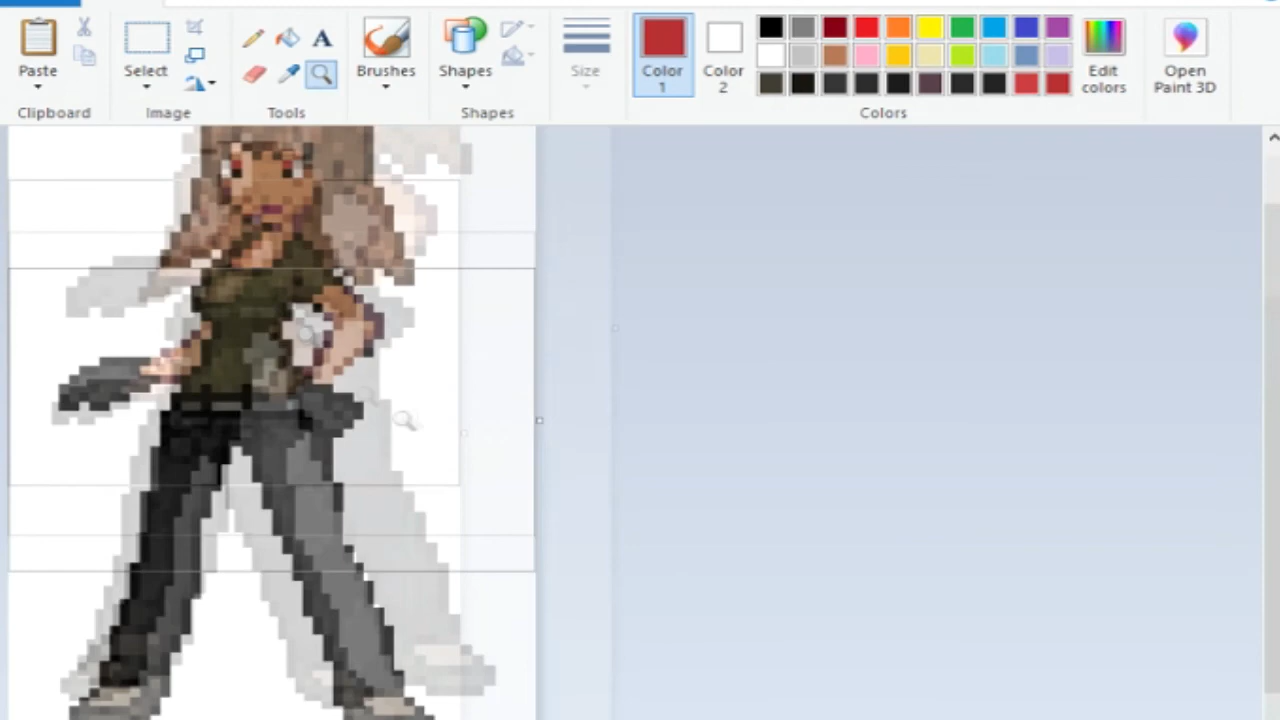 Paste
Select
A
Brushes
Shapes
Size
Color
1
Color
2
Edit
colors
Open
Paint 3D
Clipboard
Image
Tools
Shapes
Colors